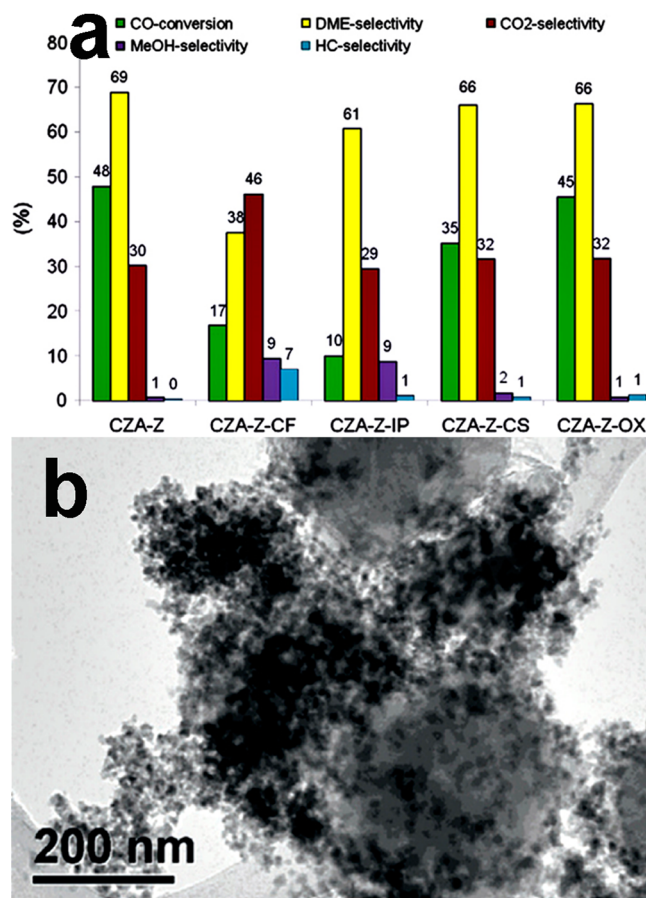 a
CO-conversion DME-selectivity CO2-selectivity
MeOH-selectivity HC-selectivity
(%)
80
70
60
50
40
30
20
10
0
48 69 30 1 0
17 38 46 9 7
10 61 29 9 1
35 66 32 2 1
45 66 32 1 1
CZA-Z CZA-Z-CF CZA-Z-IP CZA-Z-CS CZA-Z-OX
b
200 nm